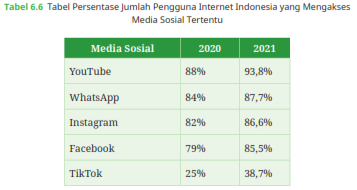 Tabel 6.6 Tabel Persentase Jumlah Pengguna Internet Indonesia yang Mengakses
Media Sosial Tertentu
Media Sosial 2020 2021
YouTube 88% 93,8%
WhatsApp 84% 87,7%
Instagram 82% 86,6%
Facebook 79% 85,5%
TikTok 25% 38,7%